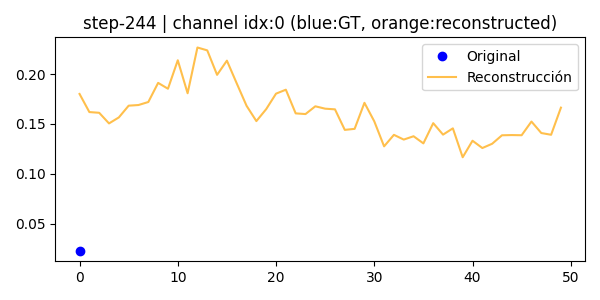 step-244 | channel idx:0 (blue:GT, orange:reconstructed)
Original
Reconstrucción
0.20
0.15
0.10
0.05
0 10 20 30 40 50